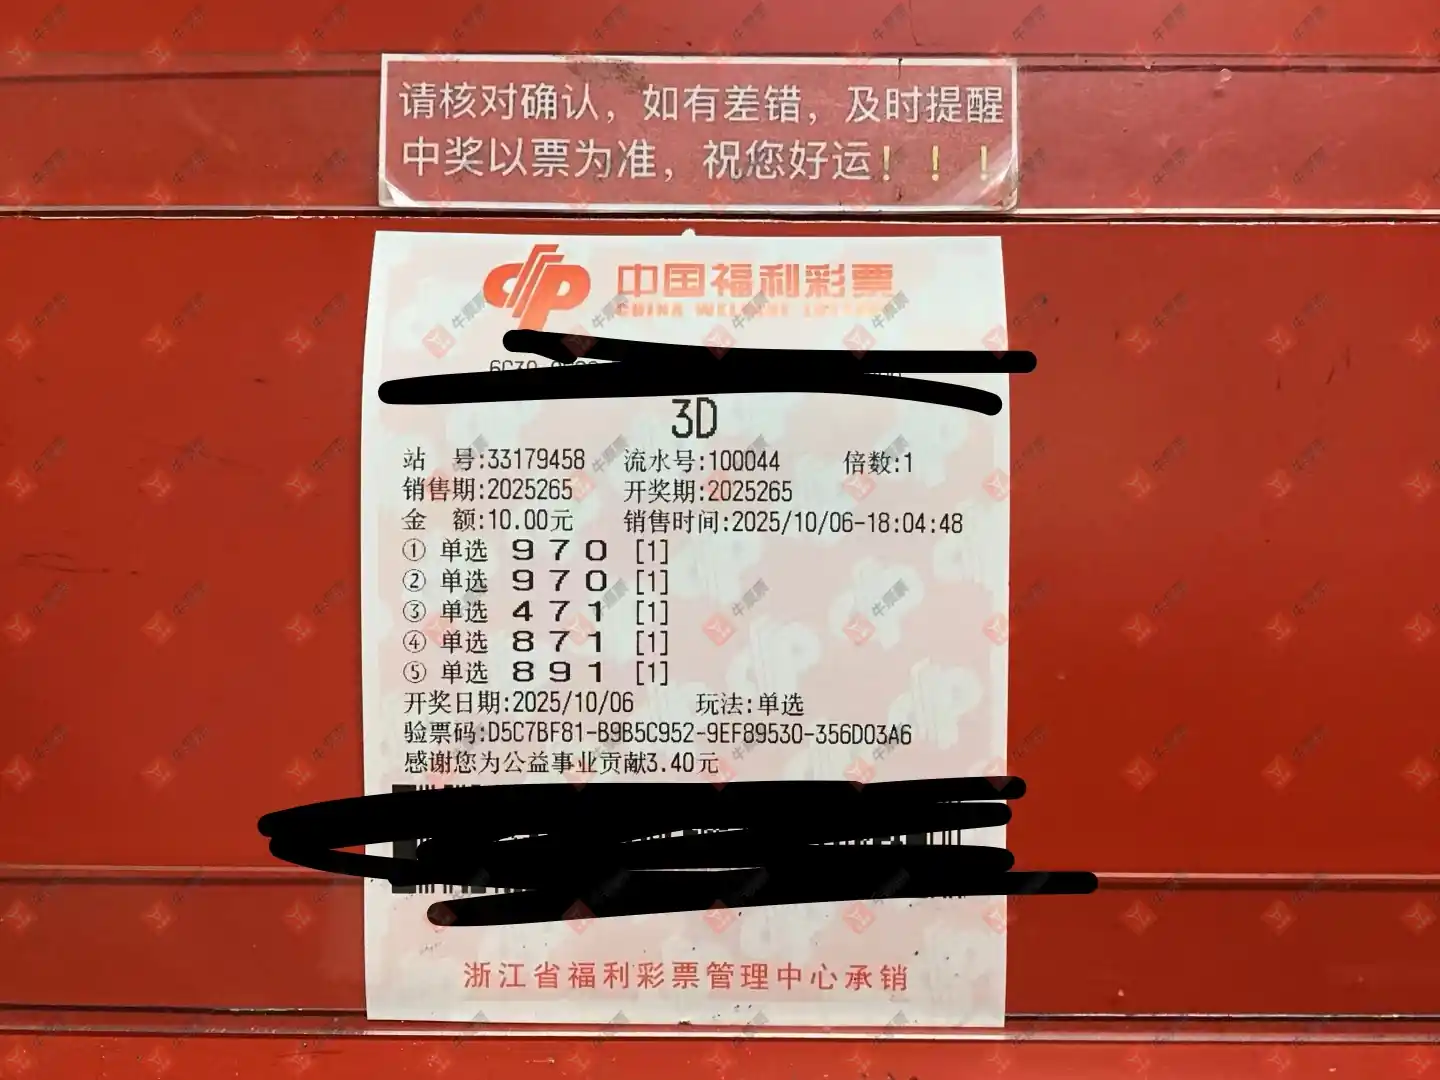 请核对确认，如有差错，及时提醒
中奖以票为准，祝您好运！！！
中国福利彩票
CHINA WELFARE LOTTERY
3D
站 号:33179458 流水号:100044 倍数:1
销售期:2025265 开奖期:2025265
金 额:10.00元 销售时间:2025/10/06-18:04:48
① 单选 9 7 0 [1]
② 单选 9 7 0 [1]
③ 单选 4 7 1 [1]
④ 单选 8 7 1 [1]
⑤ 单选 8 9 1 [1]
开奖日期:2025/10/06 玩法:单选
验票码:D5C7BF81-B9B5C952-9EF89530-356D03A6
感谢您为公益事业贡献3.40元
浙江省福利彩票管理中心承销
牛票票